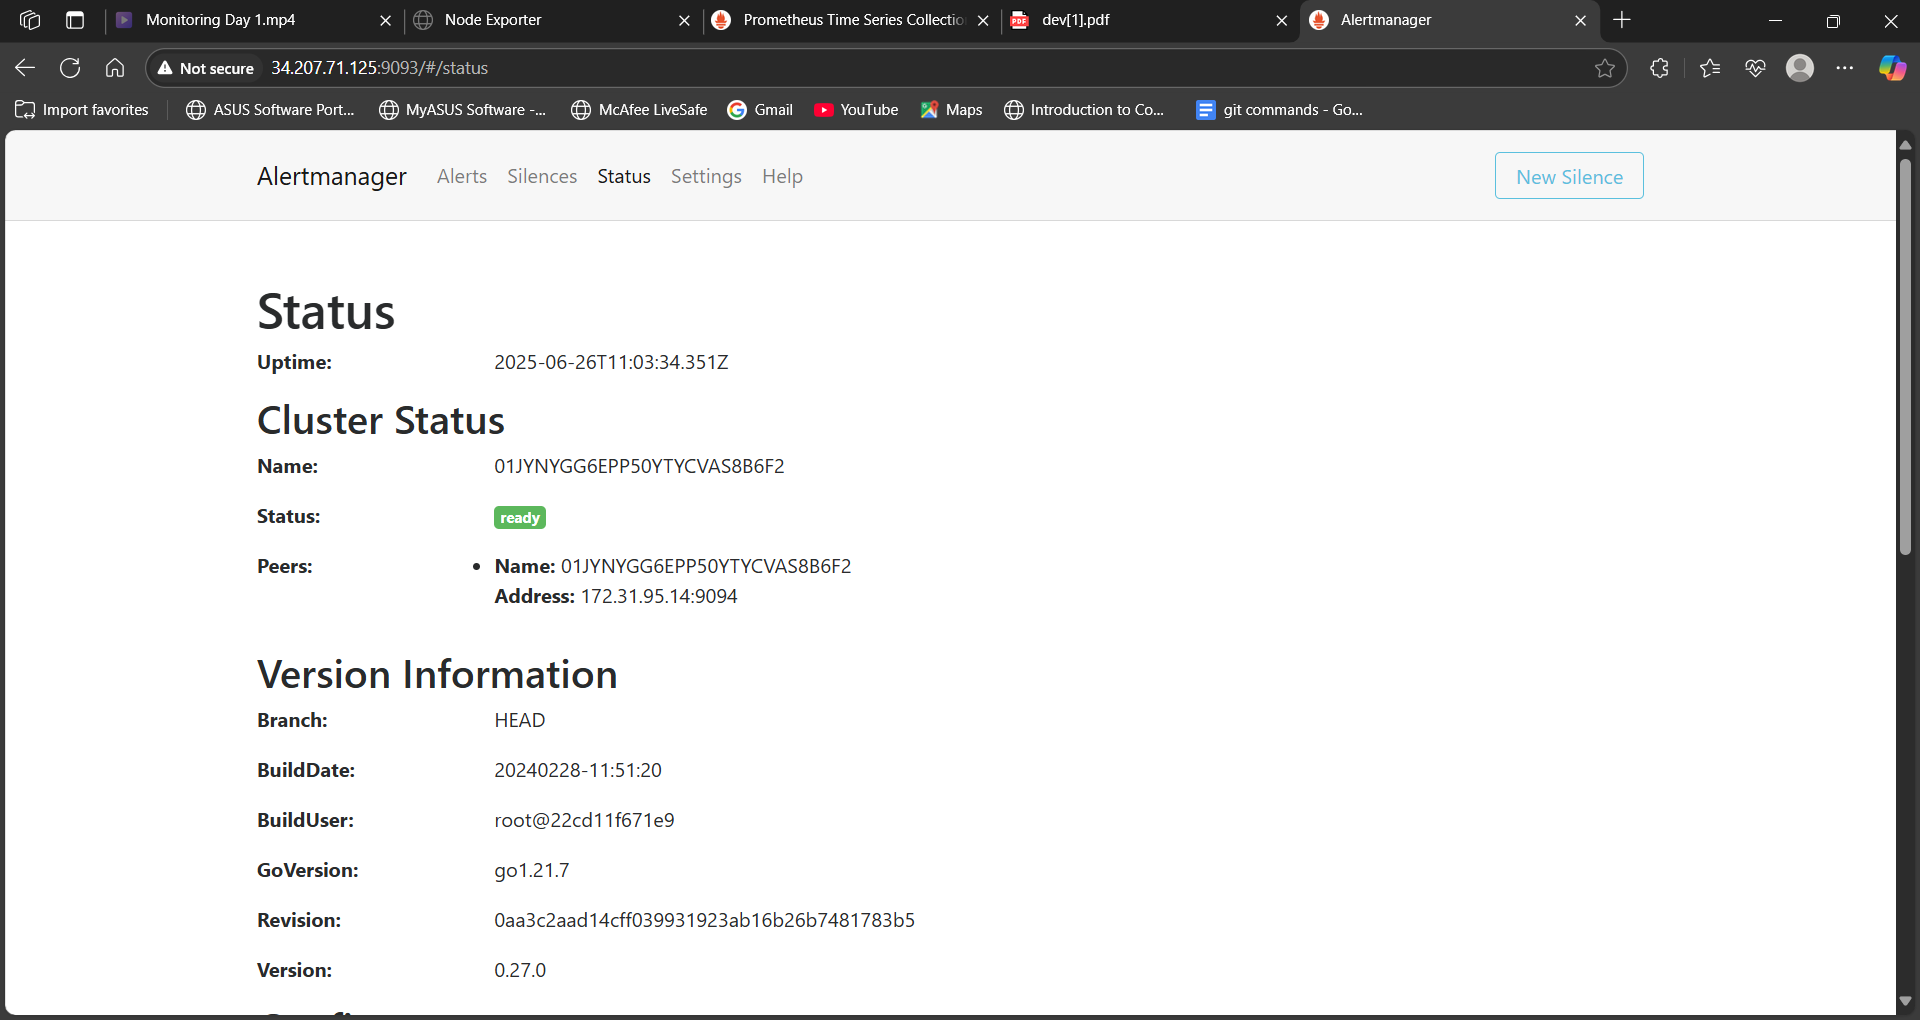 Monitoring Day 1.mp4
Node Exporter
Prometheus Time Series Collectio
PDF
dev[1].pdf
Alertmanager
Not secure
34.207.71.125:9093/#/status
Import favorites
ASUS Software Port...
MyASUS Software -...
McAfee LiveSafe
Gmail
YouTube
Maps
Introduction to Co...
git commands - Go...
Alertmanager
Alerts
Silences
Status
Settings
Help
New Silence
Status
Uptime: 2025-06-26T11:03:34.351Z
Cluster Status
Name: 01JYNYGG6EPP50YTYCVAS8B6F2
Status: ready
Peers: • Name: 01JYNYGG6EPP50YTYCVAS8B6F2
Address: 172.31.95.14:9094
Version Information
Branch: HEAD
BuildDate: 20240228-11:51:20
BuildUser: root@22cd11f671e9
GoVersion: go1.21.7
Revision: 0aa3c2aad14cff039931923ab16b26b7481783b5
Version: 0.27.0